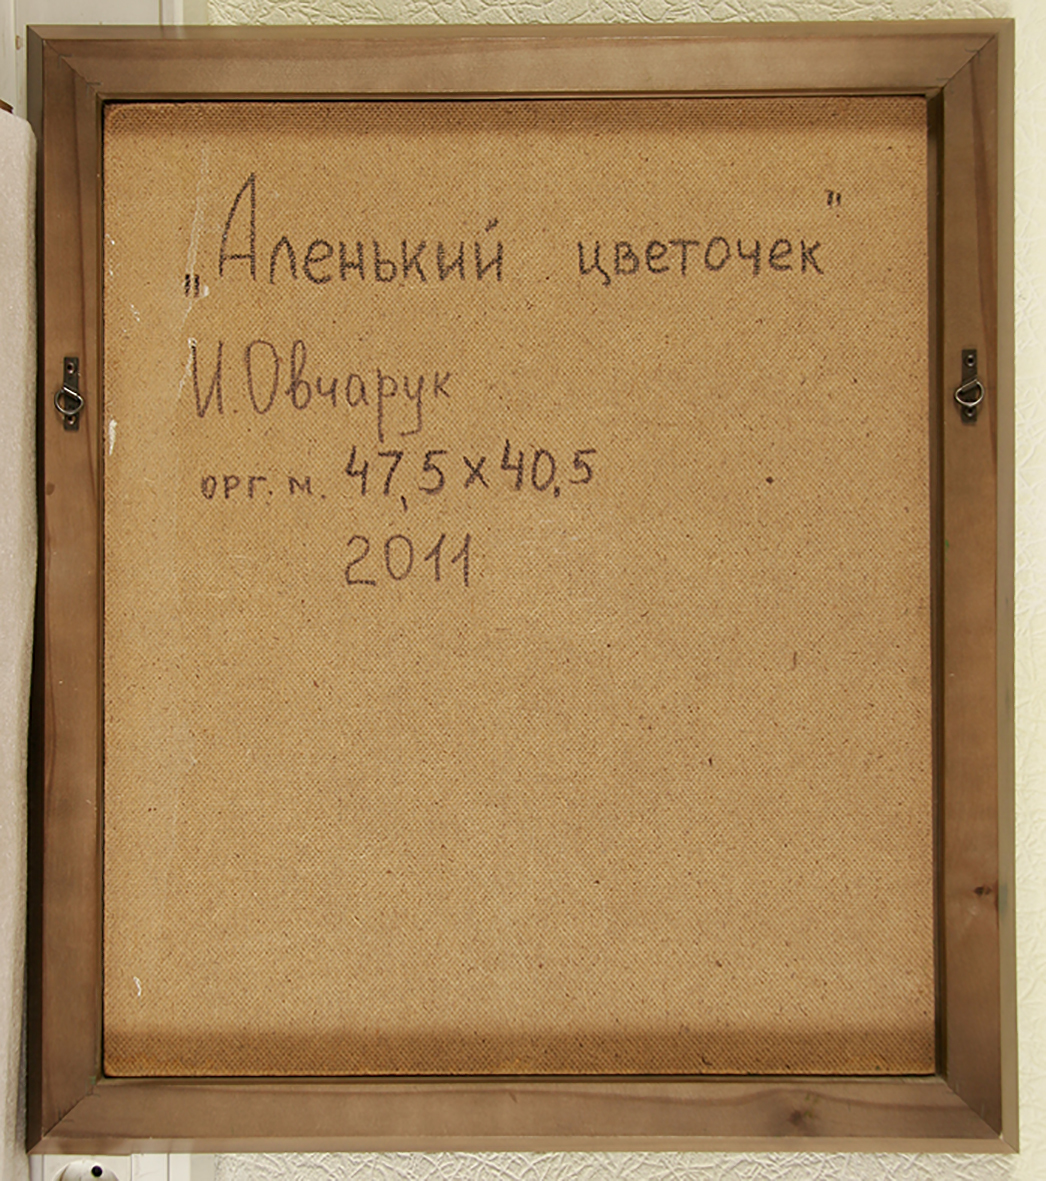 „Аленький цветочек"
И. Овчарук
орг. м. 47,5 х 40,5
2011